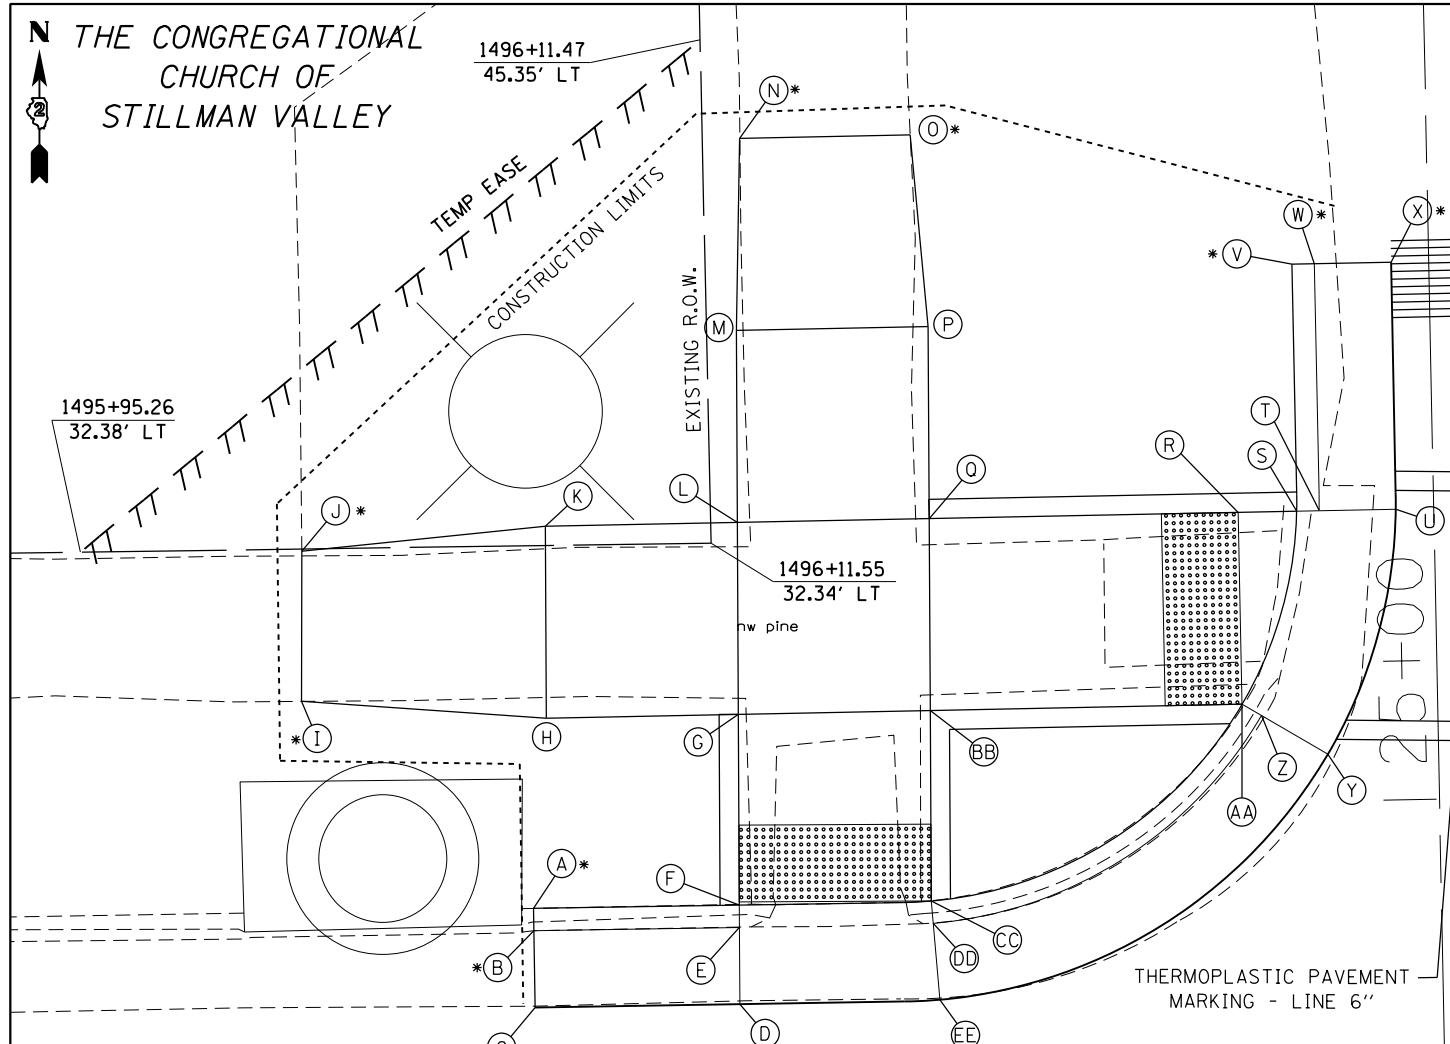 N
2
THE CONGREGATIONAL
CHURCH OF
STILLMAN VALLEY
1496+11.47
45.35' LT
N *
O *
TEMP EASE
CONSTRUCTION LIMITS
W *
X *
* V
EXISTING R.O.W.
M
P
1495+95.26
32.38' LT
T
R
S
Q
L
K
J *
U
1496+11.55
32.34' LT
nw pine
125+00
* I
H
G
BB
Z
Y
AA
A *
F
CC
DD
* B
E
THERMOPLASTIC PAVEMENT
MARKING - LINE 6''
D
EE